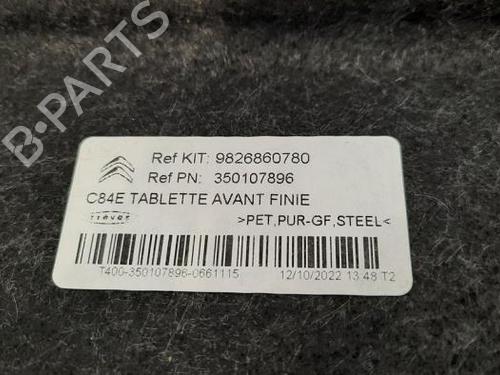 B-PARTS
Ref KIT: 9826860780
Ref PN: 350107896
C84E TABLETTE AVANT FINIE
treves >PET,PUR-GF,STEEL<
T400-350107896-0661115 12/10/2022 13:48 T2